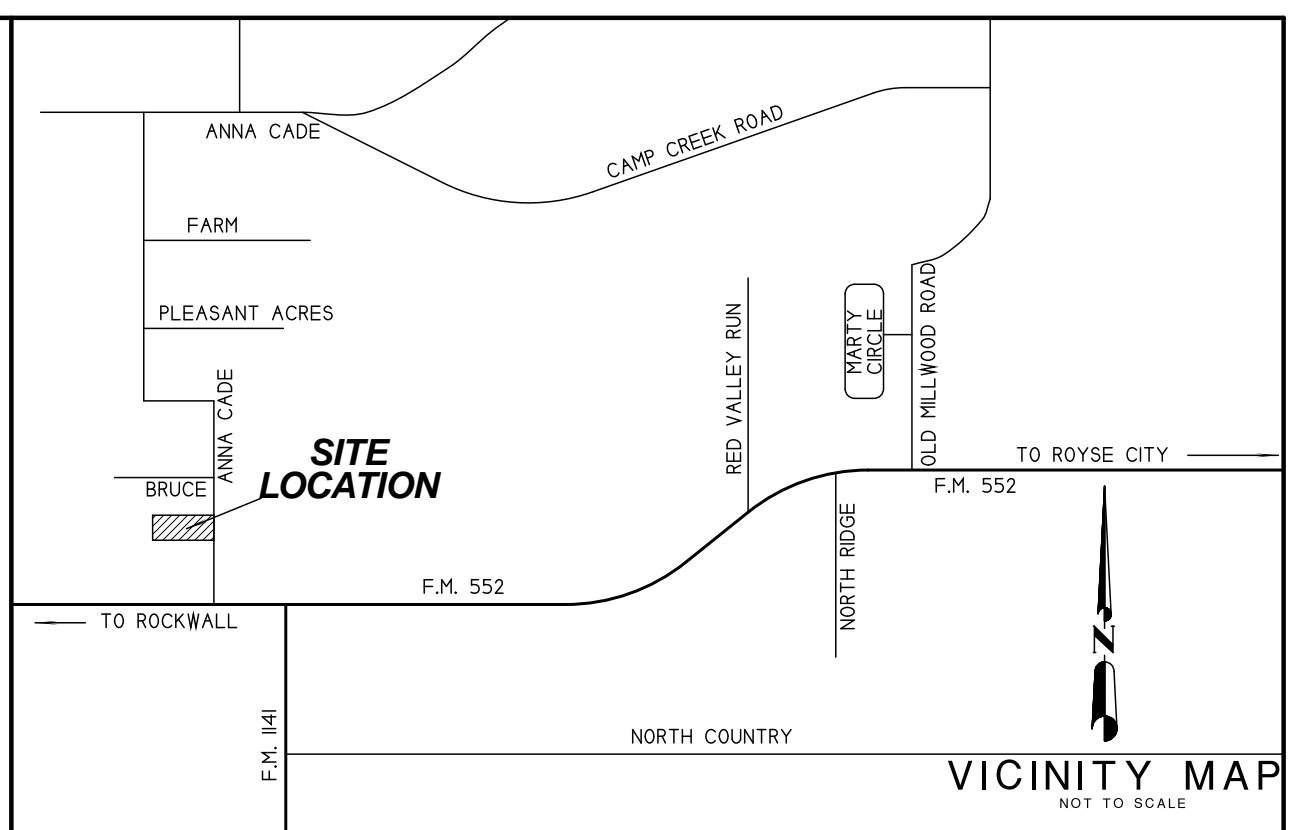 ANNA CADE
CAMP CREEK ROAD
FARM
PLEASANT ACRES
ANNA CADE
RED VALLEY RUN
MARTY
CIRCLE
OLD MILLWOOD ROAD
SITE
LOCATION
BRUCE
TO ROYSE CITY
F.M. 552
NORTH RIDGE
F.M. 552
TO ROCKWALL
N
F.M. 1141
NORTH COUNTRY
VICINITY MAP
NOT TO SCALE